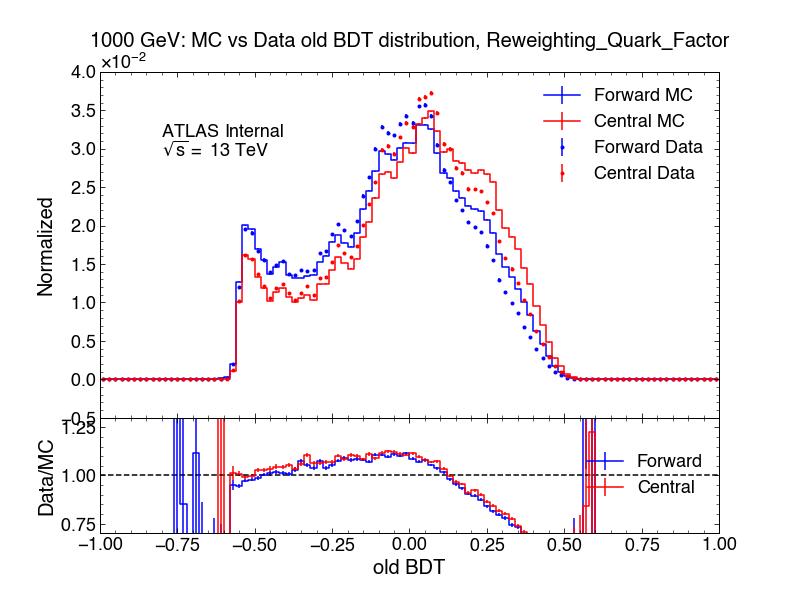 1000 GeV: MC vs Data old BDT distribution, Reweighting_Quark_Factor
×10⁻²
4.0
3.5
3.0
2.5
2.0
1.5
1.0
0.5
0.0
−0.5
Normalized
ATLAS Internal
√s = 13 TeV
Forward MC
Central MC
Forward Data
Central Data
1.25
1.00
0.75
Data/MC
Forward
Central
−1.00 −0.75 −0.50 −0.25 0.00 0.25 0.50 0.75 1.00
old BDT